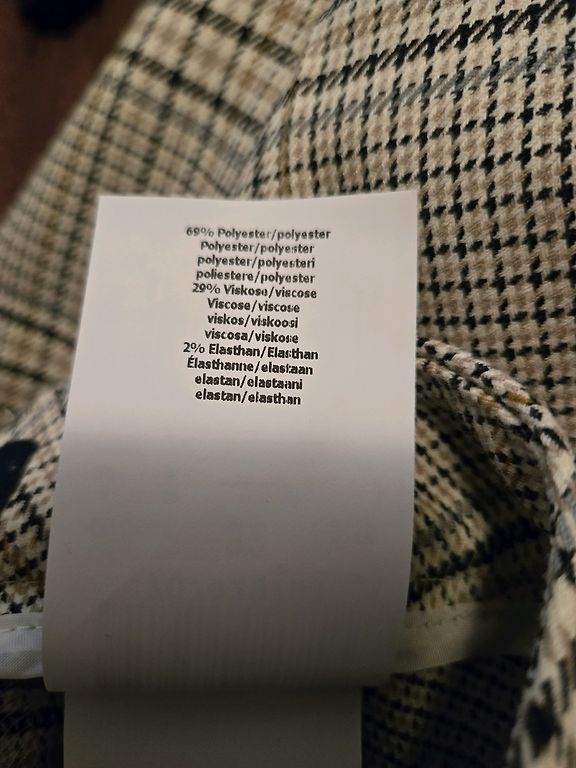 69% Polyester/polyester
Polyester/polyester
polyester/polyesteri
poliestere/polyester
29% Viskose/viscose
Viscose/viscose
viskos/viskoosi
viscosa/viskose
2% Elasthan/Elasthan
Élasthanne/elastaan
elastan/elastaani
elastan/elasthan